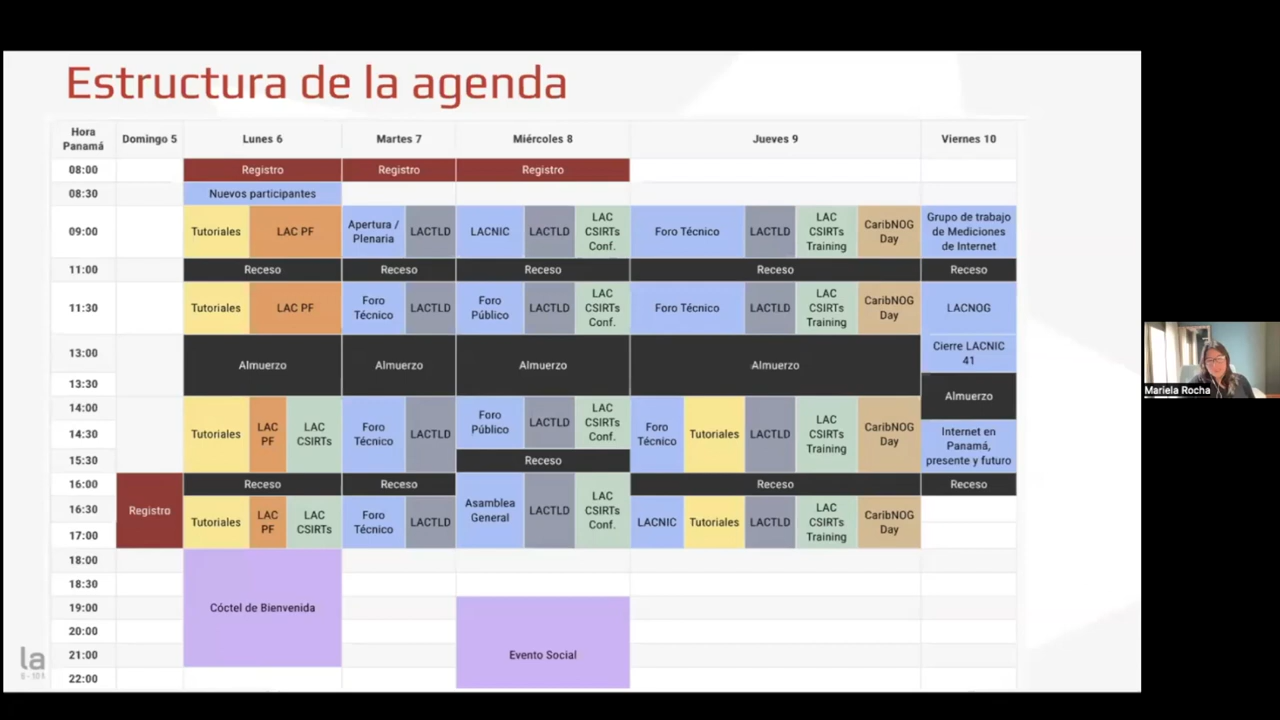 Estructura de la agenda
Hora
Panamá
Domingo 5
Lunes 6
Martes 7
Miércoles 8
Jueves 9
Viernes 10
08:00
Registro
Registro
Registro
08:30
Nuevos participantes
09:00
Tutoriales
LAC PF
Apertura /
Plenaria
LACTLD
LACNIC
LACTLD
LAC
CSIRTs
Conf.
Foro Técnico
LACTLD
LAC
CSIRTs
Training
CaribNOG
Day
Grupo de trabajo
de Mediciones
de Internet
11:00
Receso
Receso
Receso
Receso
Receso
11:30
Tutoriales
LAC PF
Foro
Técnico
LACTLD
Foro
Público
LACTLD
LAC
CSIRTs
Conf.
Foro Técnico
LACTLD
LAC
CSIRTs
Training
CaribNOG
Day
LACNOG
13:00
Almuerzo
Almuerzo
Almuerzo
Almuerzo
Cierre LACNIC
41
13:30
Almuerzo
14:00
14:30
Tutoriales
LAC
PF
LAC
CSIRTs
Foro
Técnico
LACTLD
Foro
Público
LACTLD
LAC
CSIRTs
Conf.
Foro
Técnico
Tutoriales
LACTLD
LAC
CSIRTs
Training
CaribNOG
Day
Internet en
Panamá,
presente y futuro
15:30
Receso
16:00
Receso
Receso
Receso
Receso
16:30
17:00
Registro
Tutoriales
LAC
PF
LAC
CSIRTs
Foro
Técnico
LACTLD
Asamblea
General
LACTLD
LAC
CSIRTs
Conf.
LACNIC
Tutoriales
LACTLD
LAC
CSIRTs
Training
CaribNOG
Day
18:00
18:30
19:00
Cóctel de Bienvenida
20:00
21:00
Evento Social
22:00
la
Mariela Rocha